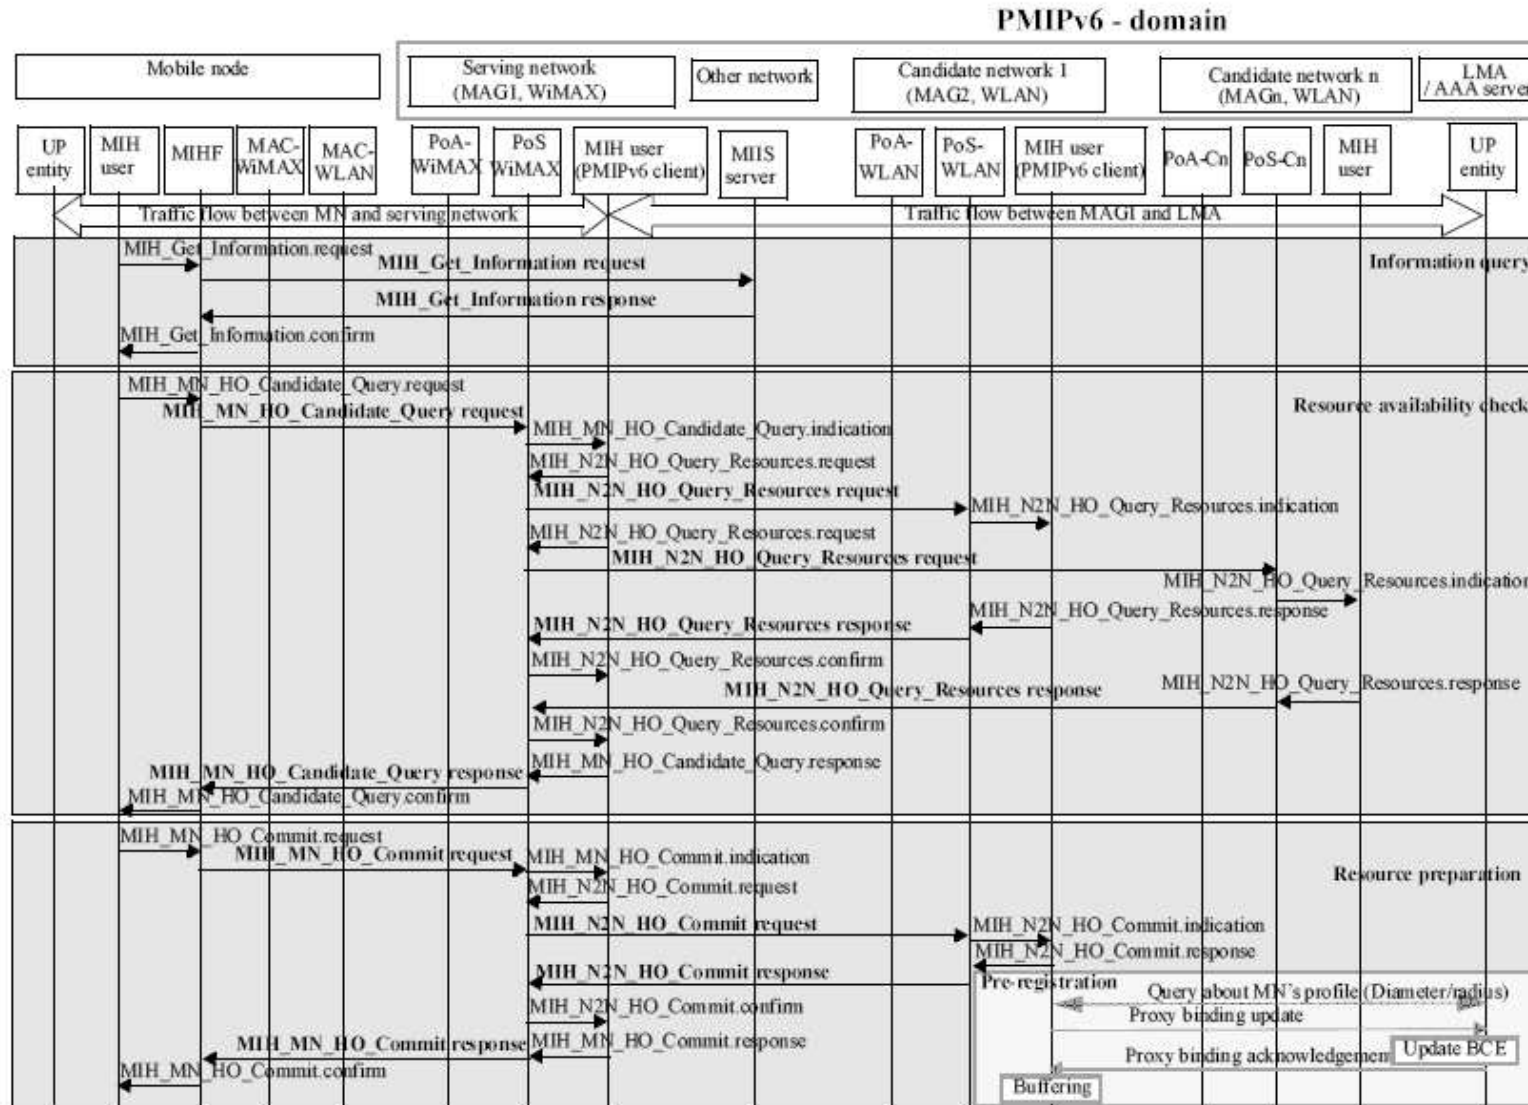 PMIPv6 - domain
Mobile node
Serving network
(MAG1, WiMAX)
Other network
Candidate network 1
(MAG2, WLAN)
Candidate network n
(MAGn, WLAN)
LMA
/ AAA server
UP
entity
MIH
user
MIHF
MAC-
WiMAX
MAC-
WLAN
PoA-
WiMAX
PoS
WiMAX
MIH user
(PMIPv6 client)
MIIS
server
PoA-
WLAN
PoS-
WLAN
MIH user
(PMIPv6 client)
PoA-Cn
PoS-Cn
MIH
user
UP
entity
Traffic flow between MN and serving network
Traffic flow between MAG1 and LMA
MIH_Get_Information.request
MIH_Get_Information request
Information query
MIH_Get_Information response
MIH_Get_Information.confirm
MIH_MN_HO_Candidate_Query.request
MIH_MN_HO_Candidate_Query request
Resource availability check
MIH_MN_HO_Candidate_Query.indication
MIH_N2N_HO_Query_Resources.request
MIH_N2N_HO_Query_Resources request
MIH_N2N_HO_Query_Resources.indication
MIH_N2N_HO_Query_Resources.request
MIH_N2N_HO_Query_Resources request
MIH_N2N_HO_Query_Resources.indication
MIH_N2N_HO_Query_Resources.response
MIH_N2N_HO_Query_Resources response
MIH_N2N_HO_Query_Resources.confirm
MIH_N2N_HO_Query_Resources.response
MIH_N2N_HO_Query_Resources response
MIH_N2N_HO_Query_Resources.confirm
MIH_MN_HO_Candidate_Query.response
MIH_MN_HO_Candidate_Query response
MIH_MN_HO_Candidate_Query.confirm
MIH_MN_HO_Commit.request
MIH_MN_HO_Commit request
MIH_MN_HO_Commit.indication
Resource preparation
MIH_N2N_HO_Commit.request
MIH_N2N_HO_Commit request
MIH_N2N_HO_Commit.indication
MIH_N2N_HO_Commit.response
MIH_N2N_HO_Commit response
Pre-registration
Query about MN's profile (Diameter/radius)
MIH_N2N_HO_Commit.confirm
Proxy binding update
MIH_MN_HO_Commit.response
MIH_MN_HO_Commit response
Update BCE
Proxy binding acknowledgement
MIH_MN_HO_Commit.confirm
Buffering